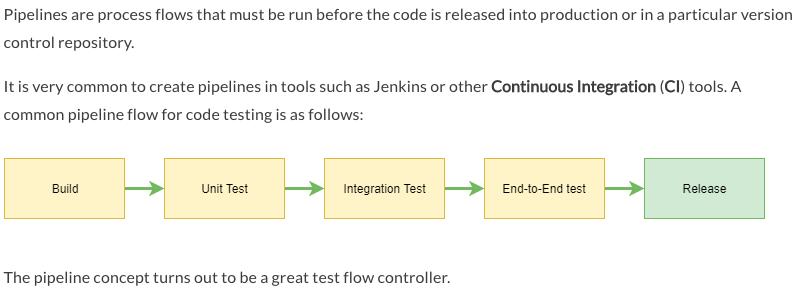 Pipelines are process flows that must be run before the code is released into production or in a particular version
control repository.
It is very common to create pipelines in tools such as Jenkins or other Continuous Integration (CI) tools. A
common pipeline flow for code testing is as follows:
Build
Unit Test
Integration Test
End-to-End test
Release
The pipeline concept turns out to be a great test flow controller.